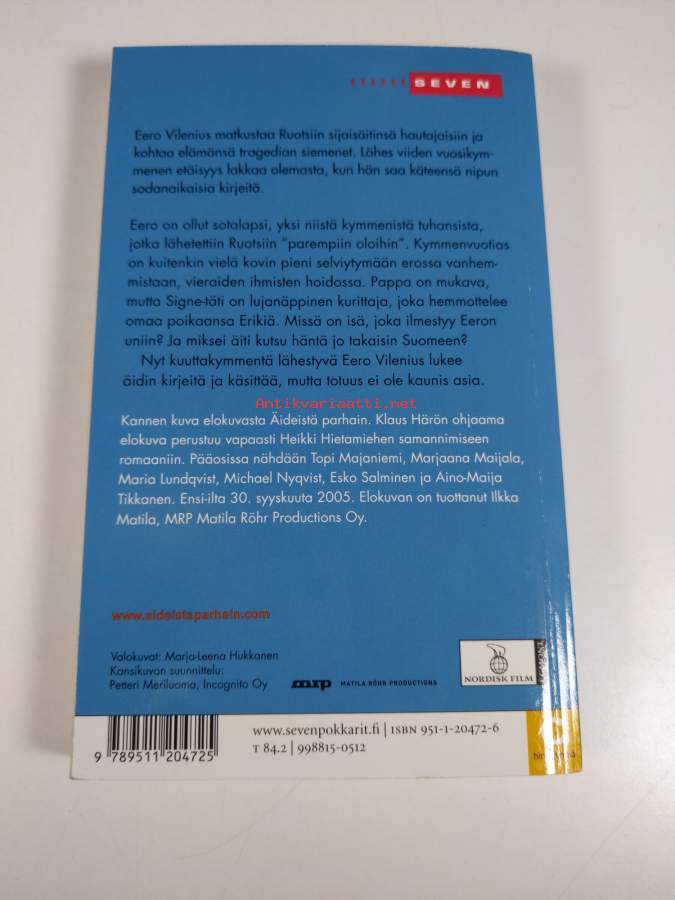 SEVEN
Eero Vilenius matkustaa Ruotsiin sijaisäitinsä hautajaisiin ja
kohtaa elämänsä tragedian siemenet. Lähes viiden vuosikym-
menen etäisyys lakkaa olemasta, kun hän saa käteensä nipun
sodanaikaisia kirjeitä.
Eero on ollut sotalapsi, yksi niistä kymmenistä tuhansista,
jotka lähetettiin Ruotsiin "parempiin oloihin". Kymmenvuotias
on kuitenkin vielä kovin pieni selviytymään erossa vanhem-
mistaan, vieraiden ihmisten hoidossa. Pappa on mukava,
mutta Signe-täti on lujanäppinen kurittaja, joka hemmottelee
omaa poikaansa Erikiä. Missä on isä, joka ilmestyy Eeron
uniin? Ja miksei äiti kutsu häntä jo takaisin Suomeen?
Nyt kuuttakymmentä lähestyvä Eero Vilenius lukee
äidin kirjeitä ja käsittää, mutta totuus ei ole kaunis asia.
Antikvariaatti.net
Kannen kuva elokuvasta Äideistä parhain. Klaus Härön ohjaama
elokuva perustuu vapaasti Heikki Hietamiehen samannimiseen
romaaniin. Pääosissa nähdään Topi Majaniemi, Marjaana Maijala,
Maria Lundqvist, Michael Nyqvist, Esko Salminen ja Aino-Maija
Tikkanen. Ensi-ilta 30. syyskuuta 2005. Elokuvan on tuottanut Ilkka
Matila, MRP Matila Röhr Productions Oy.
www.aideistaparhain.com
Valokuvat: Marja-Leena Hukkanen
Kansikuvan suunnittelu:
Petteri Meriluoma, Incognito Oy
mrp MATILA RÖHR PRODUCTIONS
NORDISK FILM
www.sevenpokkarit.fi | ISBN 951-1-20472-6
T 84.2 | 998815-0512
9 789511 204725